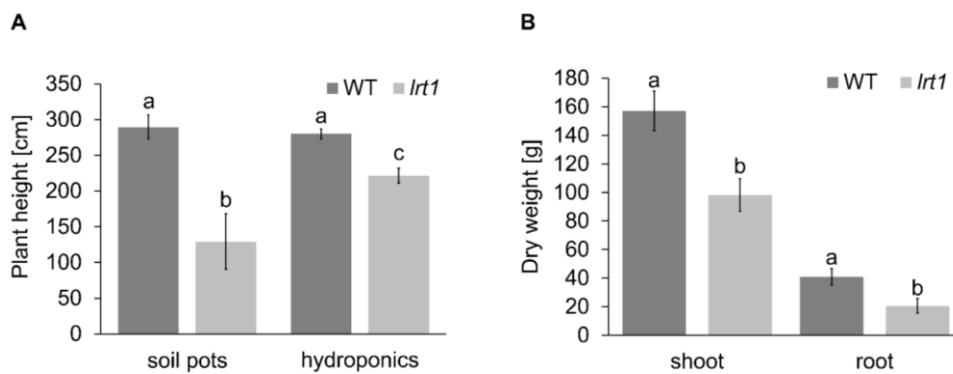 A
Plant height [cm]
WT lrt1
350
300
250
200
150
100
50
0
a
b
a
c
soil pots
hydroponics
B
Dry weight [g]
WT lrt1
180
160
140
120
100
80
60
40
20
0
a
b
a
b
shoot
root